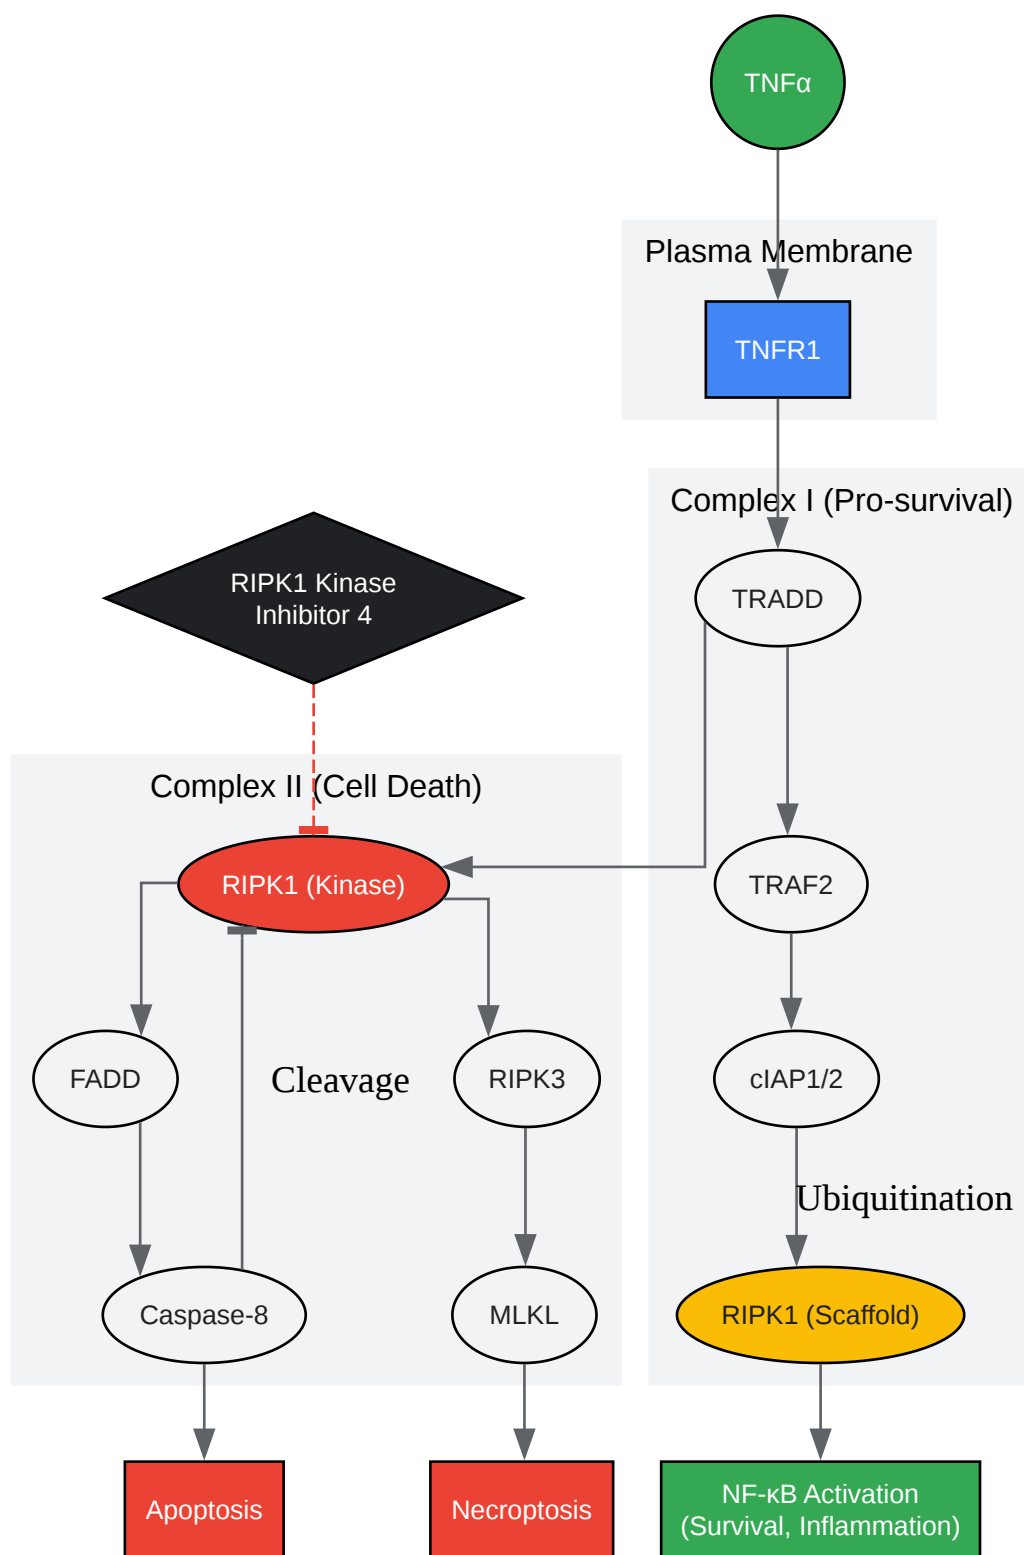 TNFα
Plasma Membrane
TNFR1
Complex I (Pro-survival)
RIPK1 Kinase
Inhibitor 4
TRADD
Complex II (Cell Death)
RIPK1 (Kinase)
TRAF2
FADD
Cleavage
RIPK3
cIAP1/2
Ubiquitination
Caspase-8
MLKL
RIPK1 (Scaffold)
Apoptosis
Necroptosis
NF-κB Activation
(Survival, Inflammation)